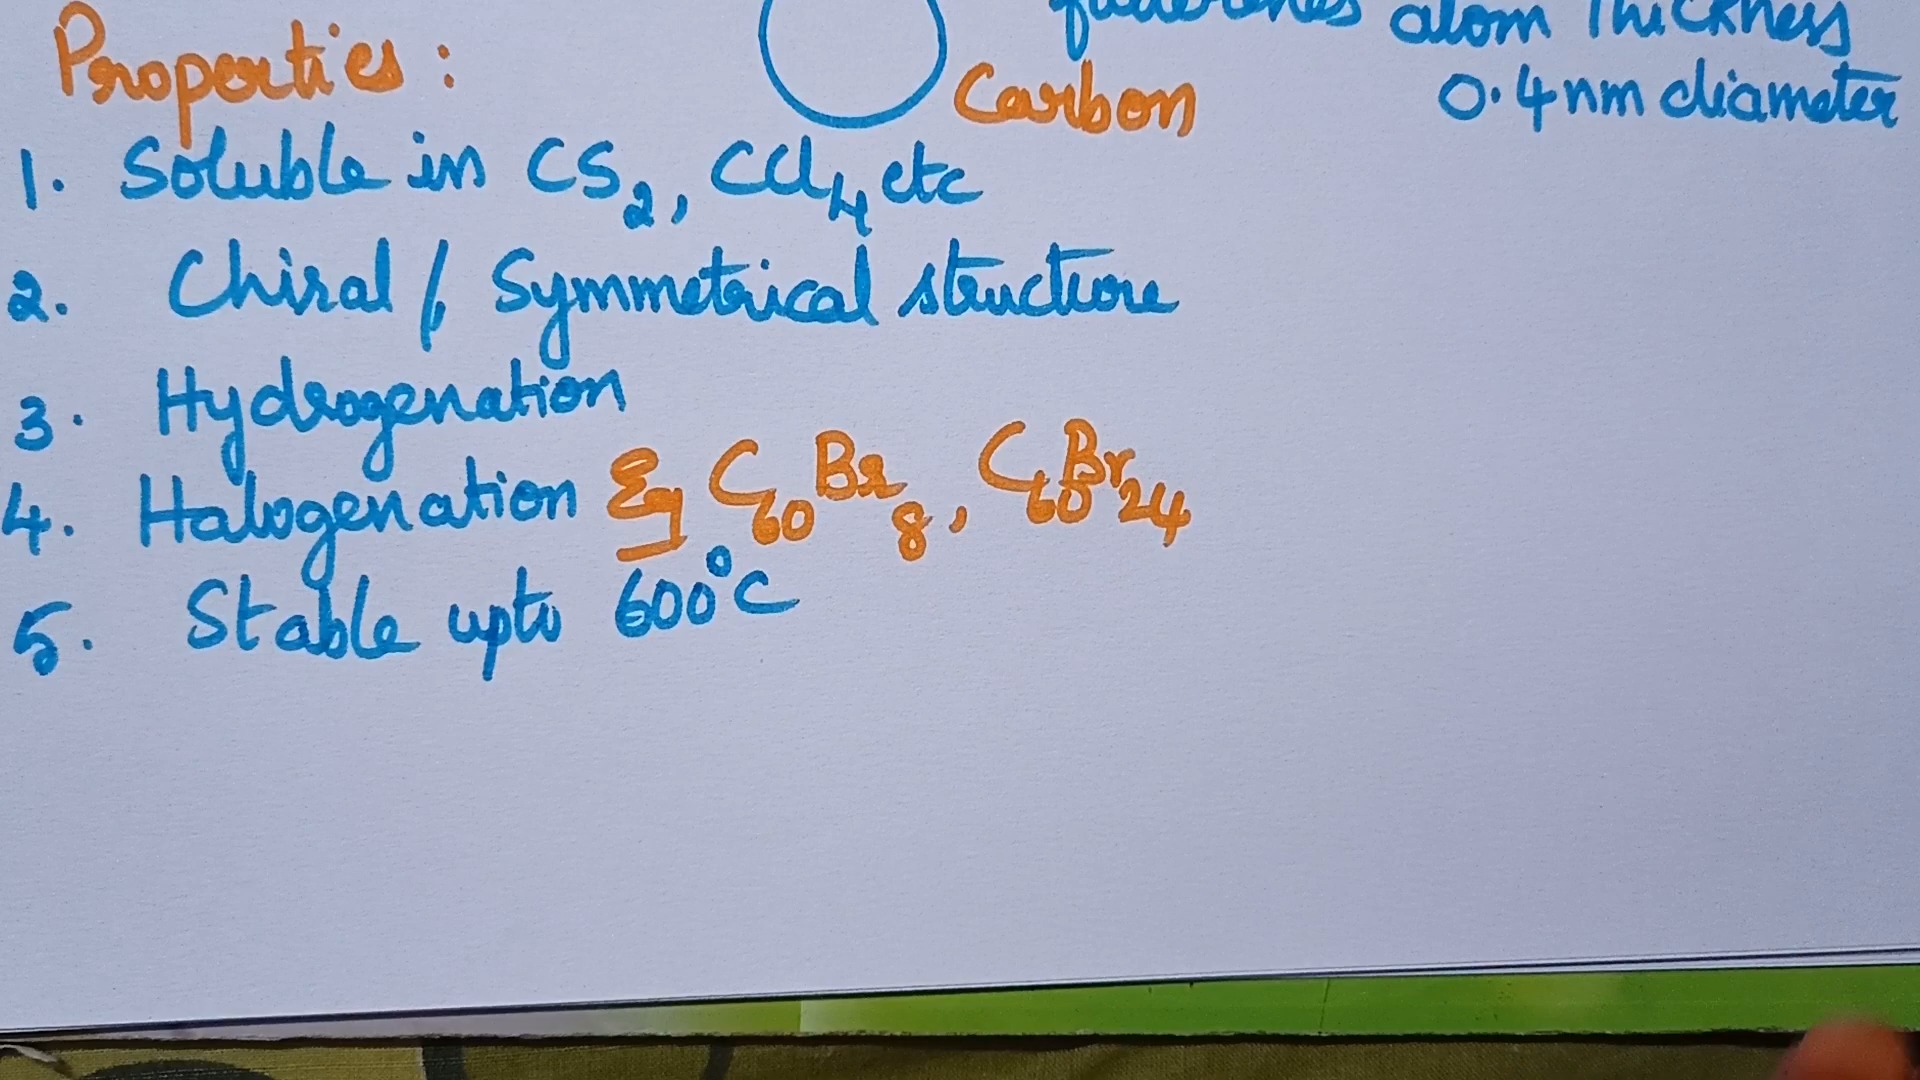 fullerenes atom thickness
Properties :
Carbon
0.4nm diameter
1. Soluble in CS2, CCl4 etc
2. Chiral / Symmetrical structure
3. Hydrogenation
4. Halogenation Eg C60Br8, C60Br24
5. Stable upto 600°C